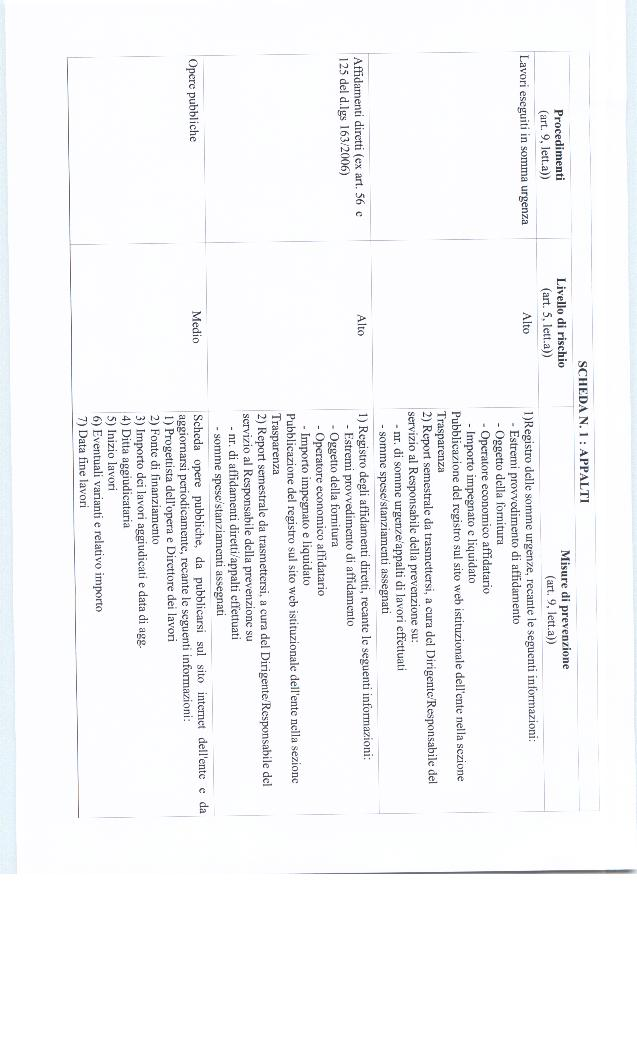 SCHEDA N. 1 : APPALTI
Procedimenti
(art. 9, lett.a))
Livello di rischio
(art. 5, lett.a))
Misure di prevenzione
(art. 9, lett.a))
Lavori eseguiti in somma urgenza
Alto
1)Registro delle somme urgenze, recante le seguenti informazioni:
- Estremi provvedimento di affidamento
- Oggetto della fornitura
- Operatore economico affidatario
- Importo impegnato e liquidato
Pubblicazione del registro sul sito web istituzionale dell'ente nella sezione
Trasparenza
2) Report semestrale da trasmettersi, a cura del Dirigente/Responsabile del
servizio al Responsabile della prevenzione su:
- nr. di somme urgenze/appalti di lavori effettuati
- somme spese/stanziamenti assegnati
Affidamenti diretti (ex art. 56 e
125 del d.lgs 163/2006)
Alto
1) Registro degli affidamenti diretti, recante le seguenti informazioni:
- Estremi provvedimento di affidamento
- Oggetto della fornitura
- Operatore economico affidatario
- Importo impegnato e liquidato
Pubblicazione del registro sul sito web istituzionale dell'ente nella sezione
Trasparenza
2) Report semestrale da trasmettersi, a cura del Dirigente/Responsabile del
servizio al Responsabile della prevenzione su
- nr. di affidamenti diretti/appalti effettuati
- somme spese/stanziamenti assegnati
Opere pubbliche
Medio
Scheda opere pubbliche, da pubblicarsi sul sito internet dell'ente e da
aggiornarsi periodicamente, recante le seguenti informazioni:
1) Progettista dell'opera e Direttore dei lavori
2) Fonte di finanziamento
3) Importo dei lavori aggiudicati e data di agg.
4) Ditta aggiudicataria
5) Inizio lavori
6) Eventuali varianti e relativo importo
7) Data fine lavori